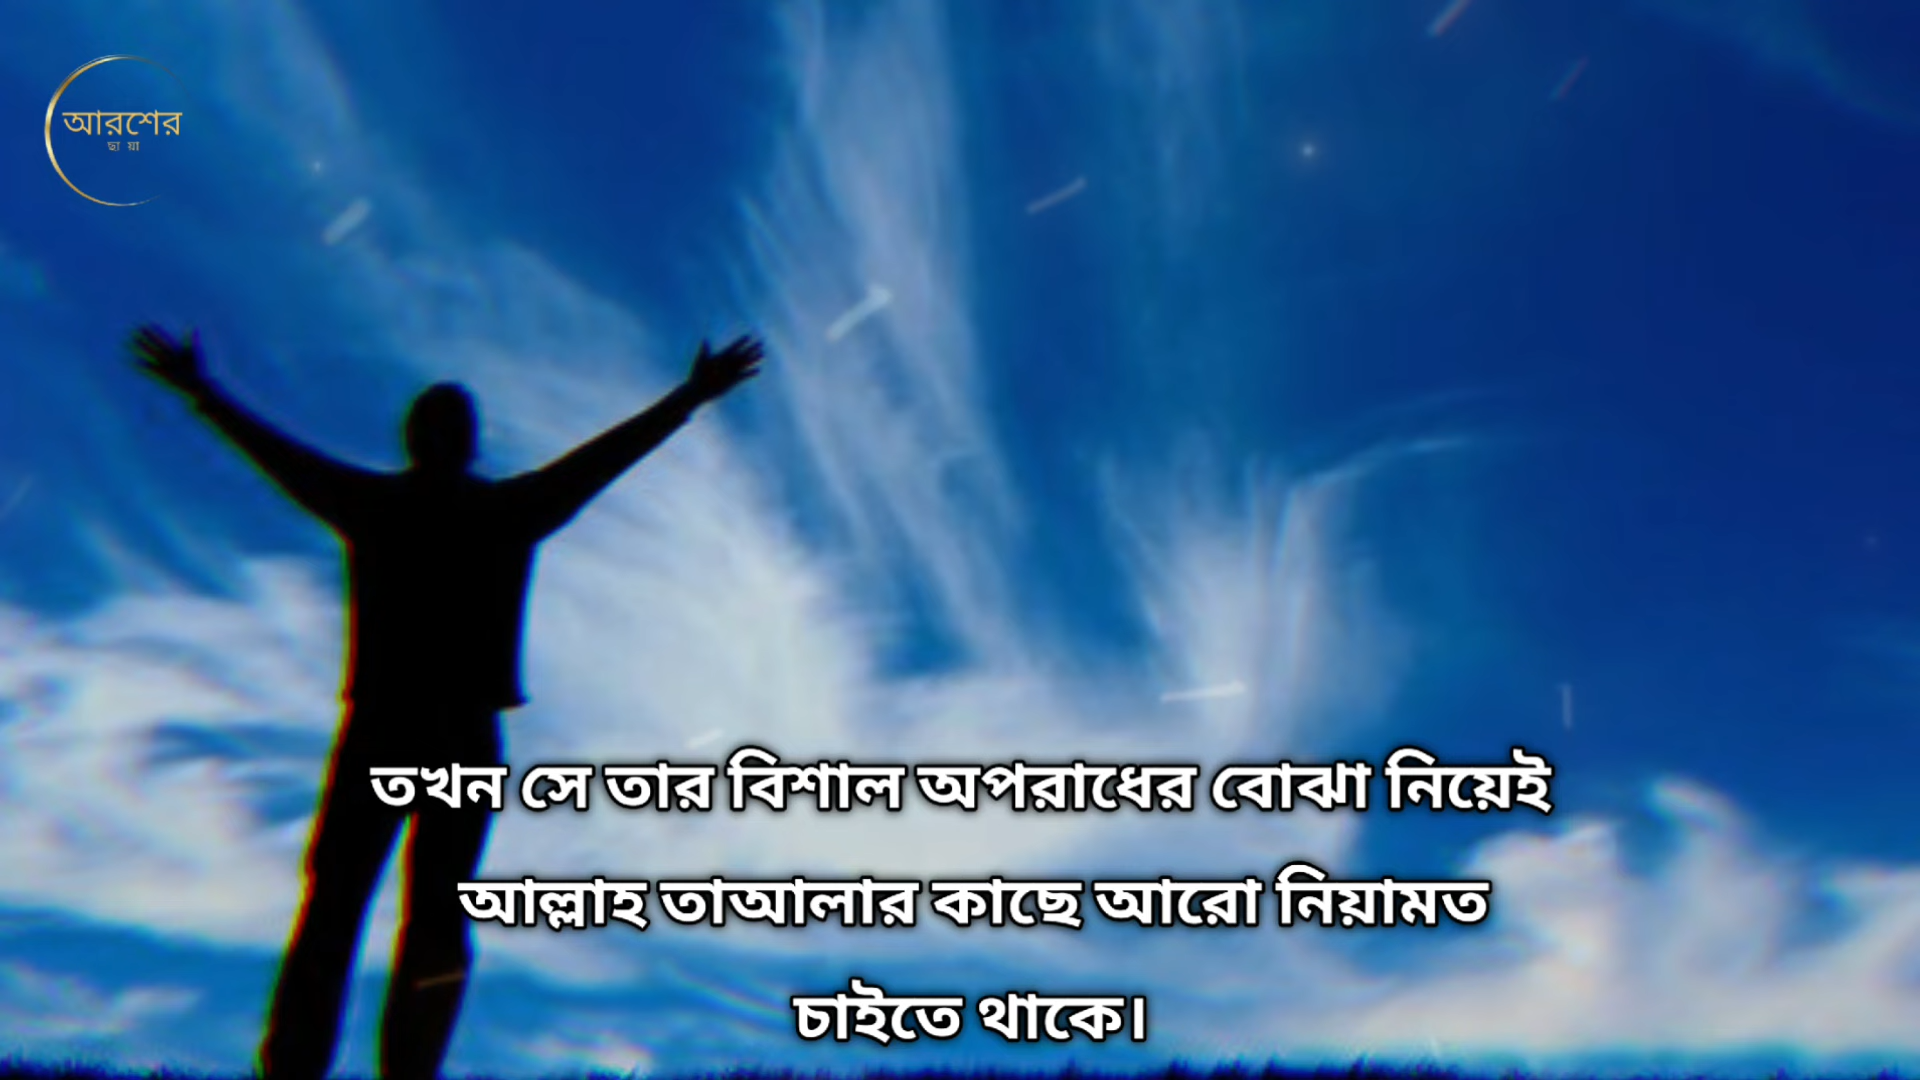 আরশের
ছায়া
তখন সে তার বিশাল অপরাধের বোঝা নিয়েই
আল্লাহ তাআলার কাছে আরো নিয়ামত
চাইতে থাকে।